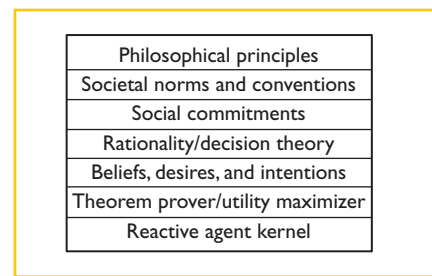 Philosophical principles
Societal norms and conventions
Social commitments
Rationality/decision theory
Beliefs, desires, and intentions
Theorem prover/utility maximizer
Reactive agent kernel